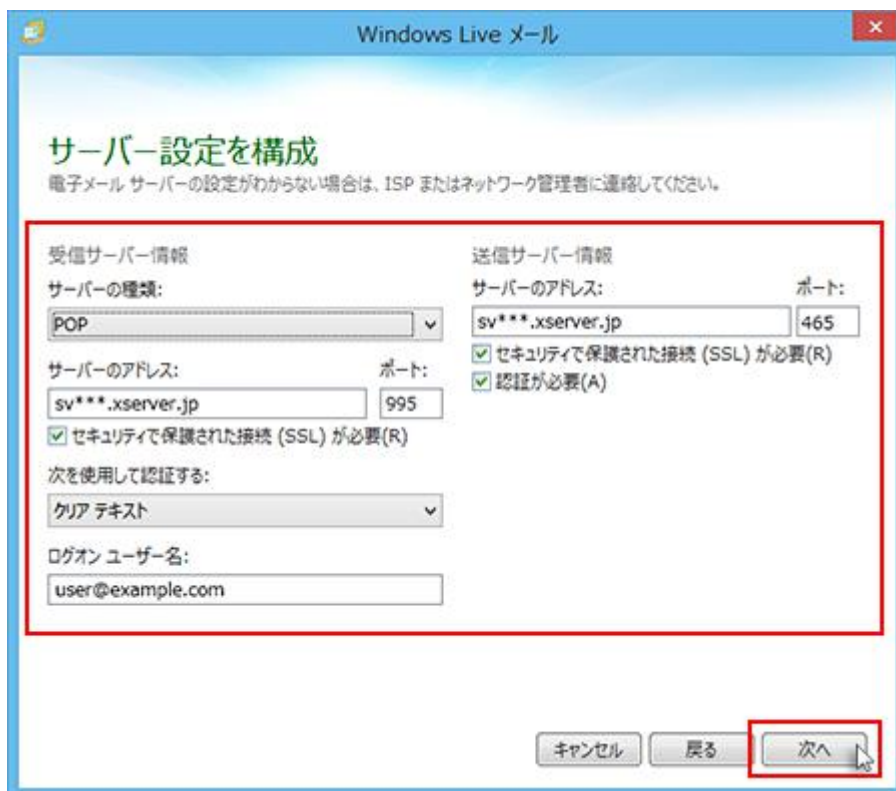 Windows Live メール
サーバー設定を構成
電子メール サーバーの設定がわからない場合は、ISP またはネットワーク管理者に連絡してください。
受信サーバー情報
サーバーの種類:
POP
サーバーのアドレス: ポート:
sv***.xserver.jp 995
セキュリティで保護された接続 (SSL) が必要(R)
次を使用して認証する:
クリア テキスト
ログオン ユーザー名:
user@example.com
送信サーバー情報
サーバーのアドレス: ポート:
sv***.xserver.jp 465
セキュリティで保護された接続 (SSL) が必要(R)
認証が必要(A)
キャンセル 戻る 次へ